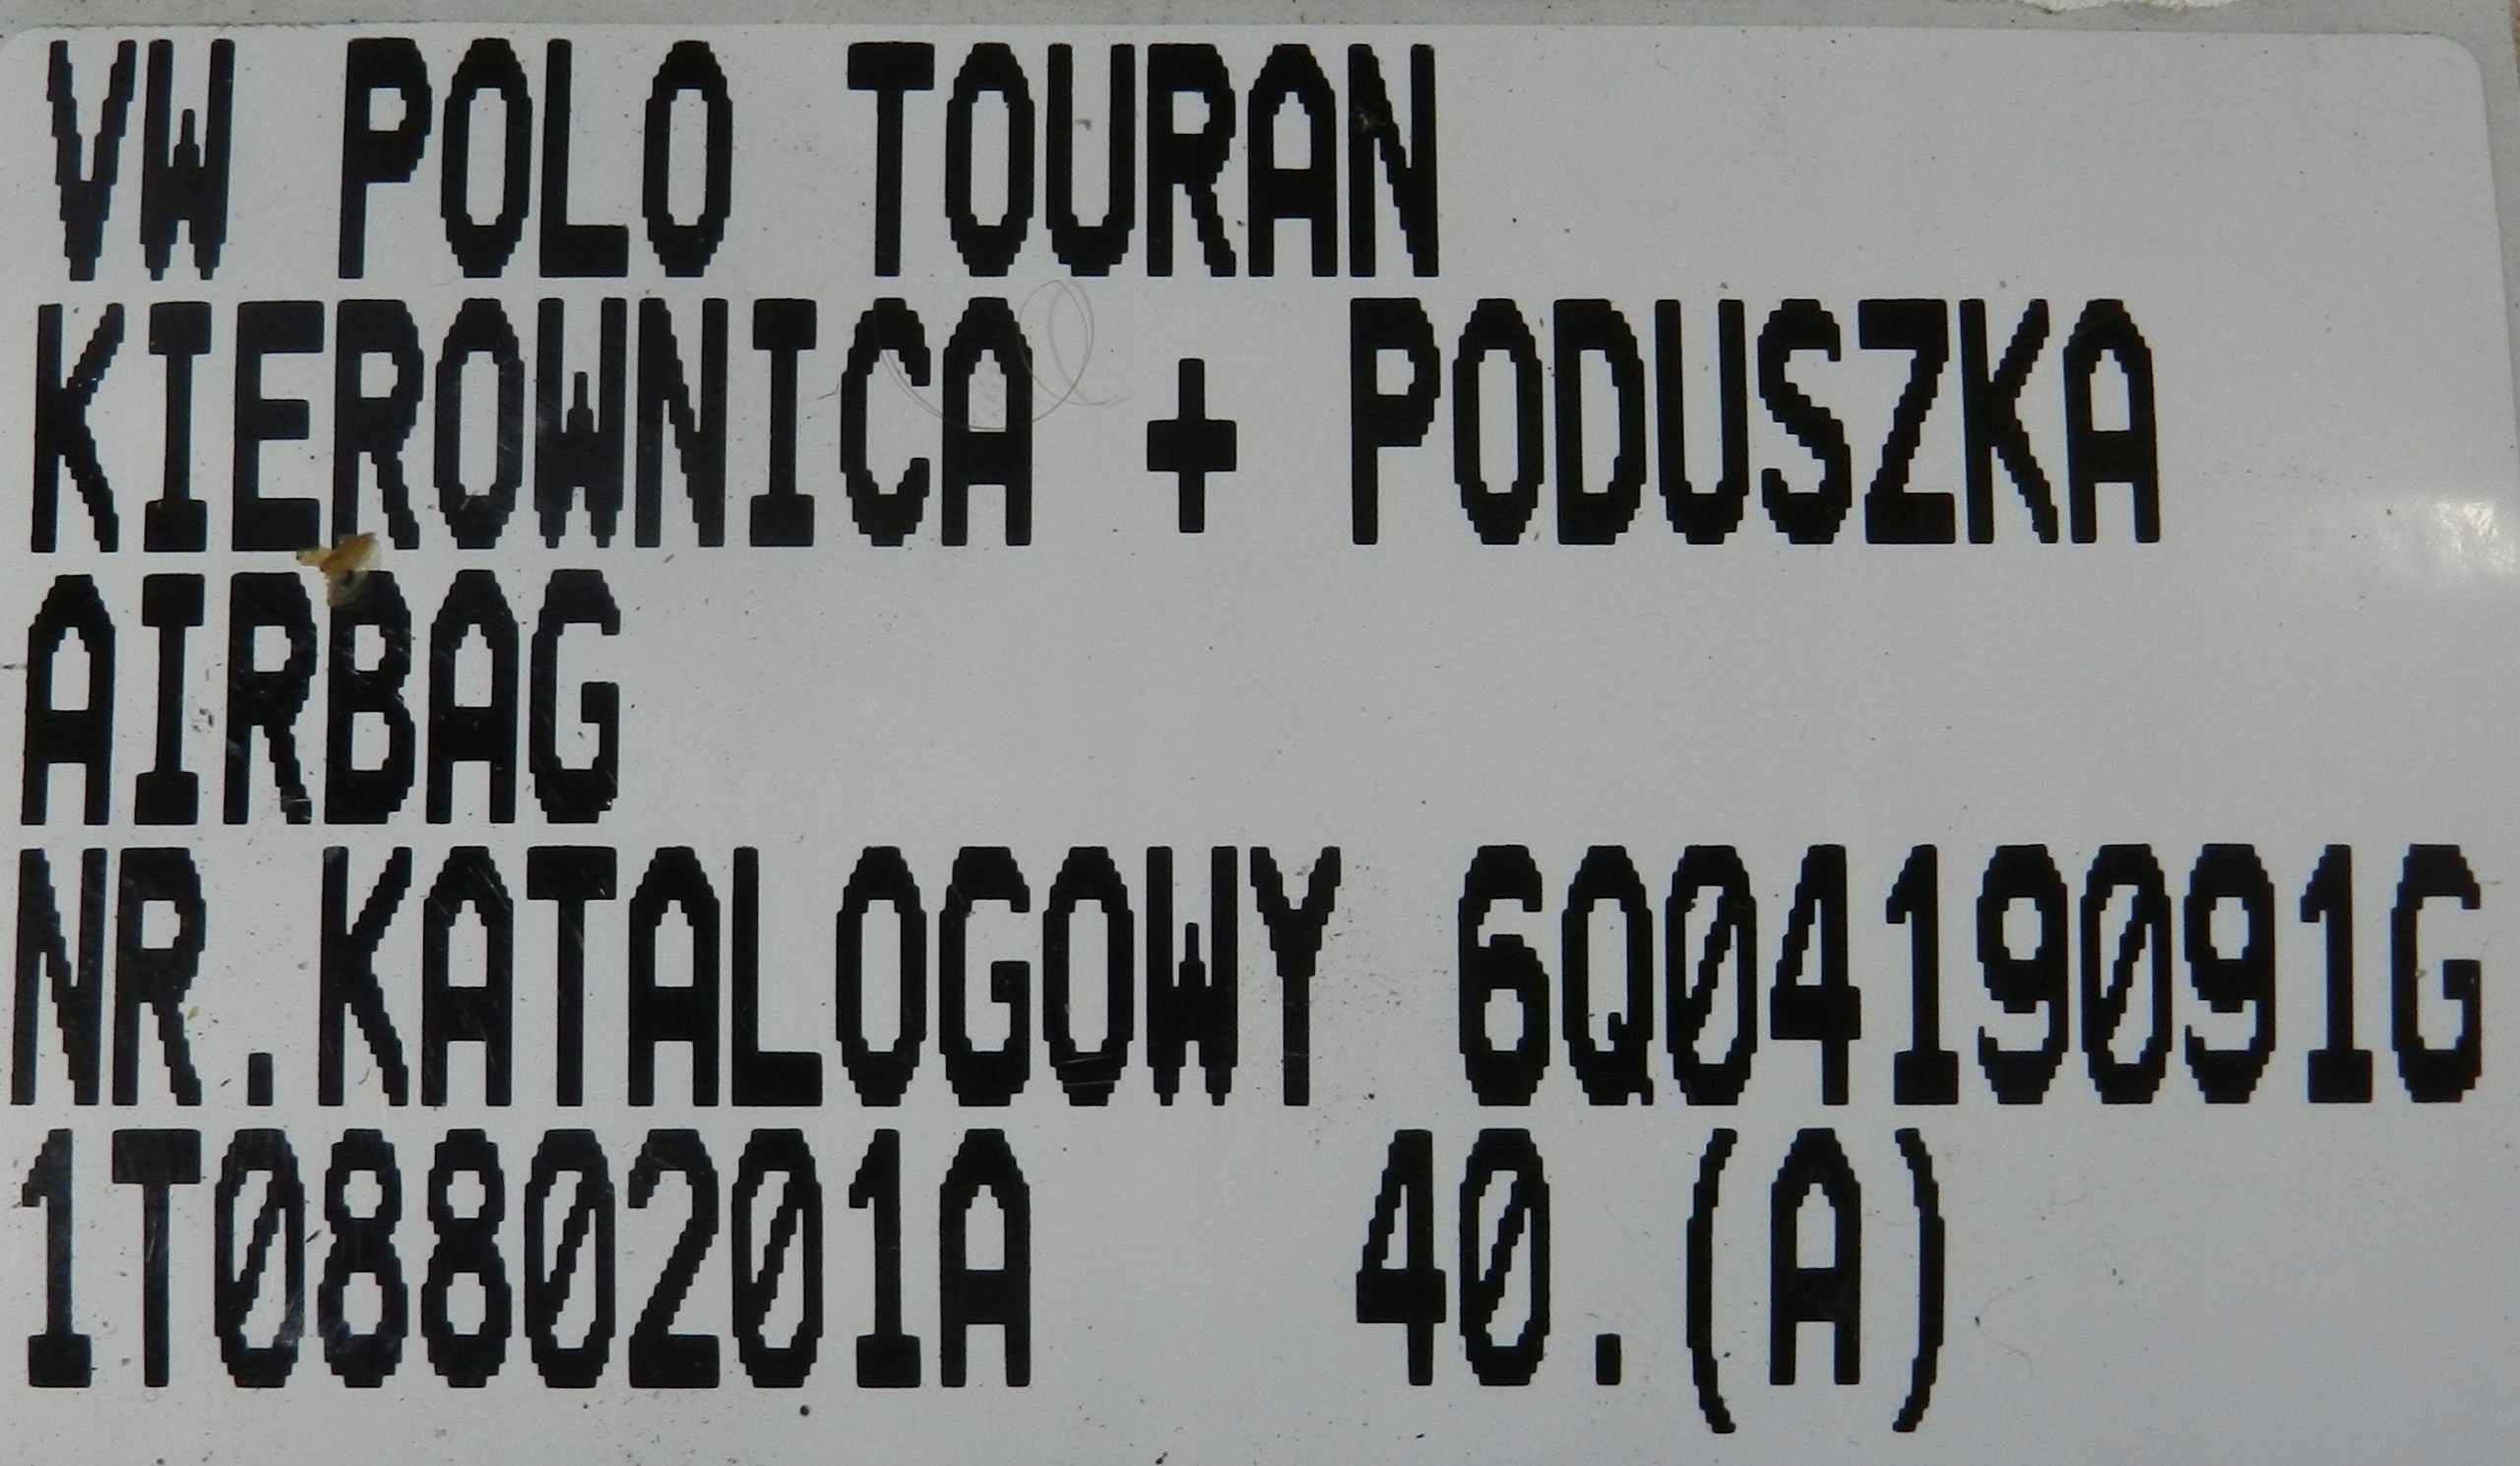 VW POLO TOURAN
KIEROWNICA + PODUSZKA
AIRBAG
NR.KATALOGOWY 6Q0419091G
1T0880201A 40.(A)